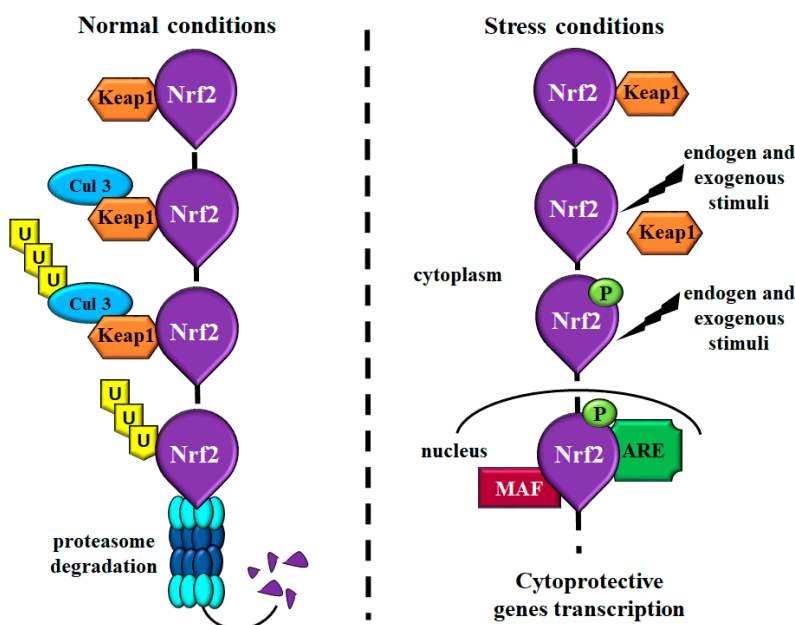 Normal conditions
Keap1
Nrf2
Cul 3
Keap1
Nrf2
U
U
U
Cul 3
Keap1
Nrf2
U
U
U
Nrf2
proteasome
degradation
Stress conditions
Nrf2
Keap1
endogen and
exogenous
stimuli
Nrf2
Keap1
cytoplasm
P
Nrf2
endogen and
exogenous
stimuli
nucleus
P
Nrf2
ARE
MAF
Cytoprotective
genes transcription